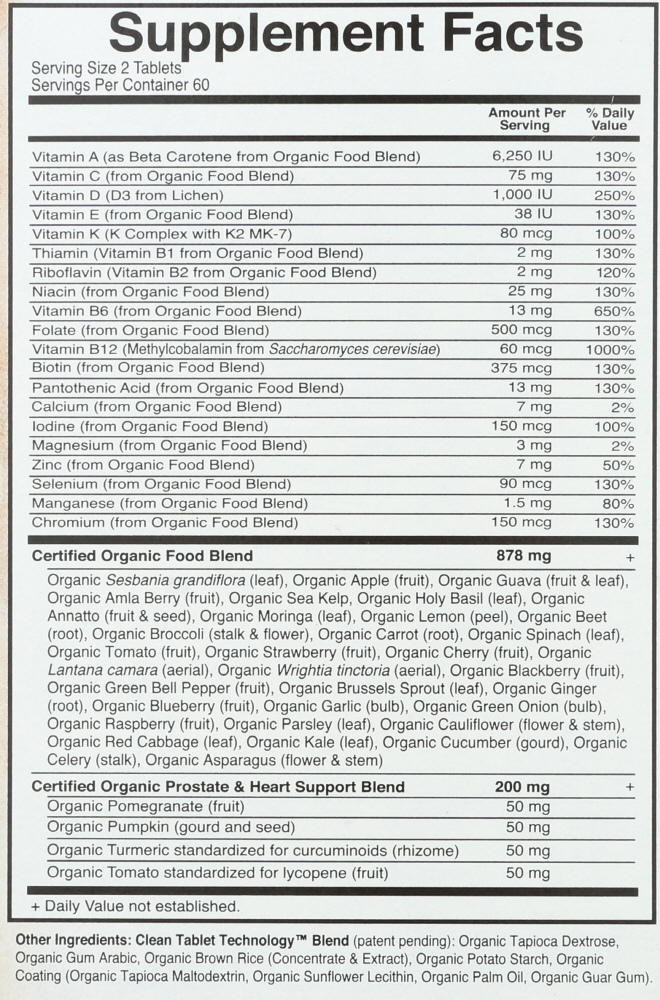 Supplement Facts
Serving Size 2 Tablets
Servings Per Container 60
Amount Per Serving % Daily Value
Vitamin A (as Beta Carotene from Organic Food Blend) 6,250 IU 130%
Vitamin C (from Organic Food Blend) 75 mg 130%
Vitamin D (D3 from Lichen) 1,000 IU 250%
Vitamin E (from Organic Food Blend) 38 IU 130%
Vitamin K (K Complex with K2 MK-7) 80 mcg 100%
Thiamin (Vitamin B1 from Organic Food Blend) 2 mg 130%
Riboflavin (Vitamin B2 from Organic Food Blend) 2 mg 120%
Niacin (from Organic Food Blend) 25 mg 130%
Vitamin B6 (from Organic Food Blend) 13 mg 650%
Folate (from Organic Food Blend) 500 mcg 130%
Vitamin B12 (Methylcobalamin from Saccharomyces cerevisiae) 60 mcg 1000%
Biotin (from Organic Food Blend) 375 mcg 130%
Pantothenic Acid (from Organic Food Blend) 13 mg 130%
Calcium (from Organic Food Blend) 7 mg 2%
Iodine (from Organic Food Blend) 150 mcg 100%
Magnesium (from Organic Food Blend) 3 mg 2%
Zinc (from Organic Food Blend) 7 mg 50%
Selenium (from Organic Food Blend) 90 mcg 130%
Manganese (from Organic Food Blend) 1.5 mg 80%
Chromium (from Organic Food Blend) 150 mcg 130%
Certified Organic Food Blend 878 mg +
Organic Sesbania grandiflora (leaf), Organic Apple (fruit), Organic Guava (fruit & leaf),
Organic Amla Berry (fruit), Organic Sea Kelp, Organic Holy Basil (leaf), Organic
Annatto (fruit & seed), Organic Moringa (leaf), Organic Lemon (peel), Organic Beet
(root), Organic Broccoli (stalk & flower), Organic Carrot (root), Organic Spinach (leaf),
Organic Tomato (fruit), Organic Strawberry (fruit), Organic Cherry (fruit), Organic
Lantana camara (aerial), Organic Wrightia tinctoria (aerial), Organic Blackberry (fruit),
Organic Green Bell Pepper (fruit), Organic Brussels Sprout (leaf), Organic Ginger
(root), Organic Blueberry (fruit), Organic Garlic (bulb), Organic Green Onion (bulb),
Organic Raspberry (fruit), Organic Parsley (leaf), Organic Cauliflower (flower & stem),
Organic Red Cabbage (leaf), Organic Kale (leaf), Organic Cucumber (gourd), Organic
Celery (stalk), Organic Asparagus (flower & stem)
Certified Organic Prostate & Heart Support Blend 200 mg +
Organic Pomegranate (fruit) 50 mg
Organic Pumpkin (gourd and seed) 50 mg
Organic Turmeric standardized for curcuminoids (rhizome) 50 mg
Organic Tomato standardized for lycopene (fruit) 50 mg
+ Daily Value not established.
Other Ingredients: Clean Tablet Technology™ Blend (patent pending): Organic Tapioca Dextrose,
Organic Gum Arabic, Organic Brown Rice (Concentrate & Extract), Organic Potato Starch, Organic
Coating (Organic Tapioca Maltodextrin, Organic Sunflower Lecithin, Organic Palm Oil, Organic Guar Gum).